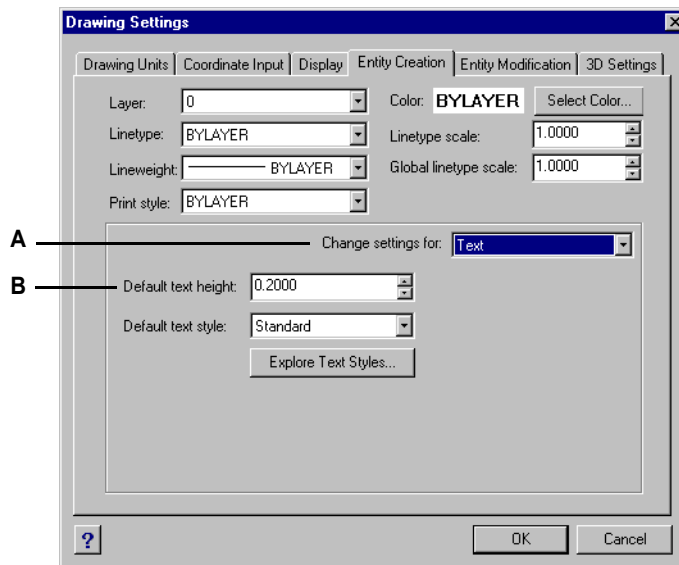 Drawing Settings
Drawing Units Coordinate Input Display Entity Creation Entity Modification 3D Settings
Layer: 0 Color: BYLAYER Select Color...
Linetype: BYLAYER Linetype scale: 1.0000
Lineweight: BYLAYER Global linetype scale: 1.0000
Print style: BYLAYER
A Change settings for: Text
B Default text height: 0.2000
Default text style: Standard
Explore Text Styles...
? OK Cancel